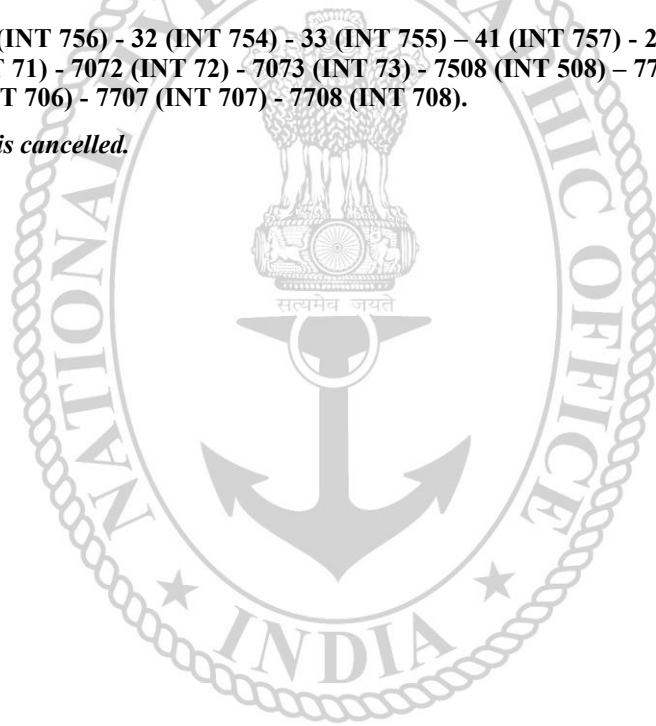 (INT 756) - 32 (INT 754) - 33 (INT 755) – 41 (INT 757) - 2
71) - 7072 (INT 72) - 7073 (INT 73) - 7508 (INT 508) – 77
706) - 7707 (INT 707) - 7708 (INT 708).
is cancelled.
सत्यमेव जयते
NATIONAL HYDROGRAPHIC OFFICE
INDIA